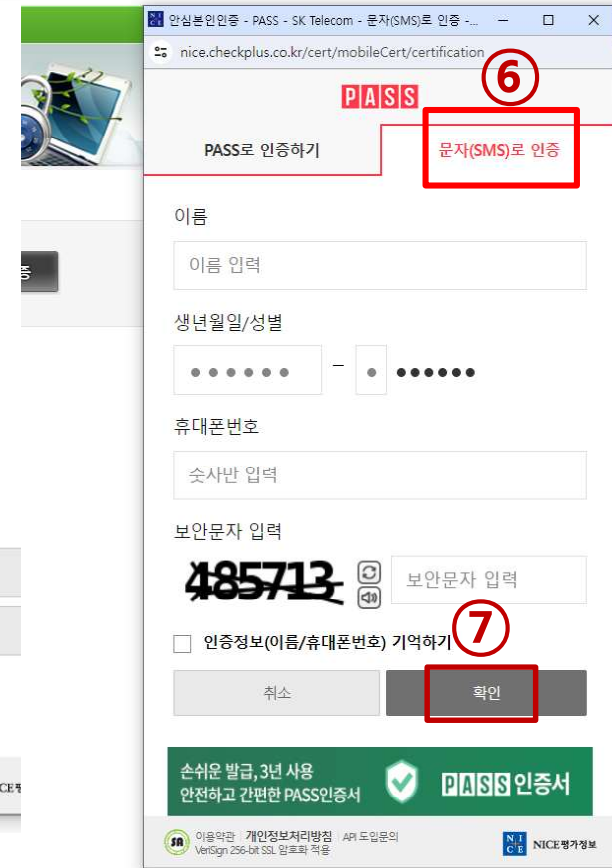 안심본인인증 - PASS - SK Telecom - 문자(SMS)로 인증 -...
nice.checkplus.co.kr/cert/mobileCert/certification
⑥
PASS
PASS로 인증하기
문자(SMS)로 인증
이름
이름 입력
생년월일/성별
휴대폰번호
숫자만 입력
보안문자 입력
485713
보안문자 입력
⑦
인증정보(이름/휴대폰번호) 기억하기
취소
확인
손쉬운 발급, 3년 사용
안전하고 간편한 PASS인증서
PASS 인증서
이용약관 개인정보처리방침 API 도입문의
VeriSign 256-bit SSL 암호화 적용
NICE 평가정보